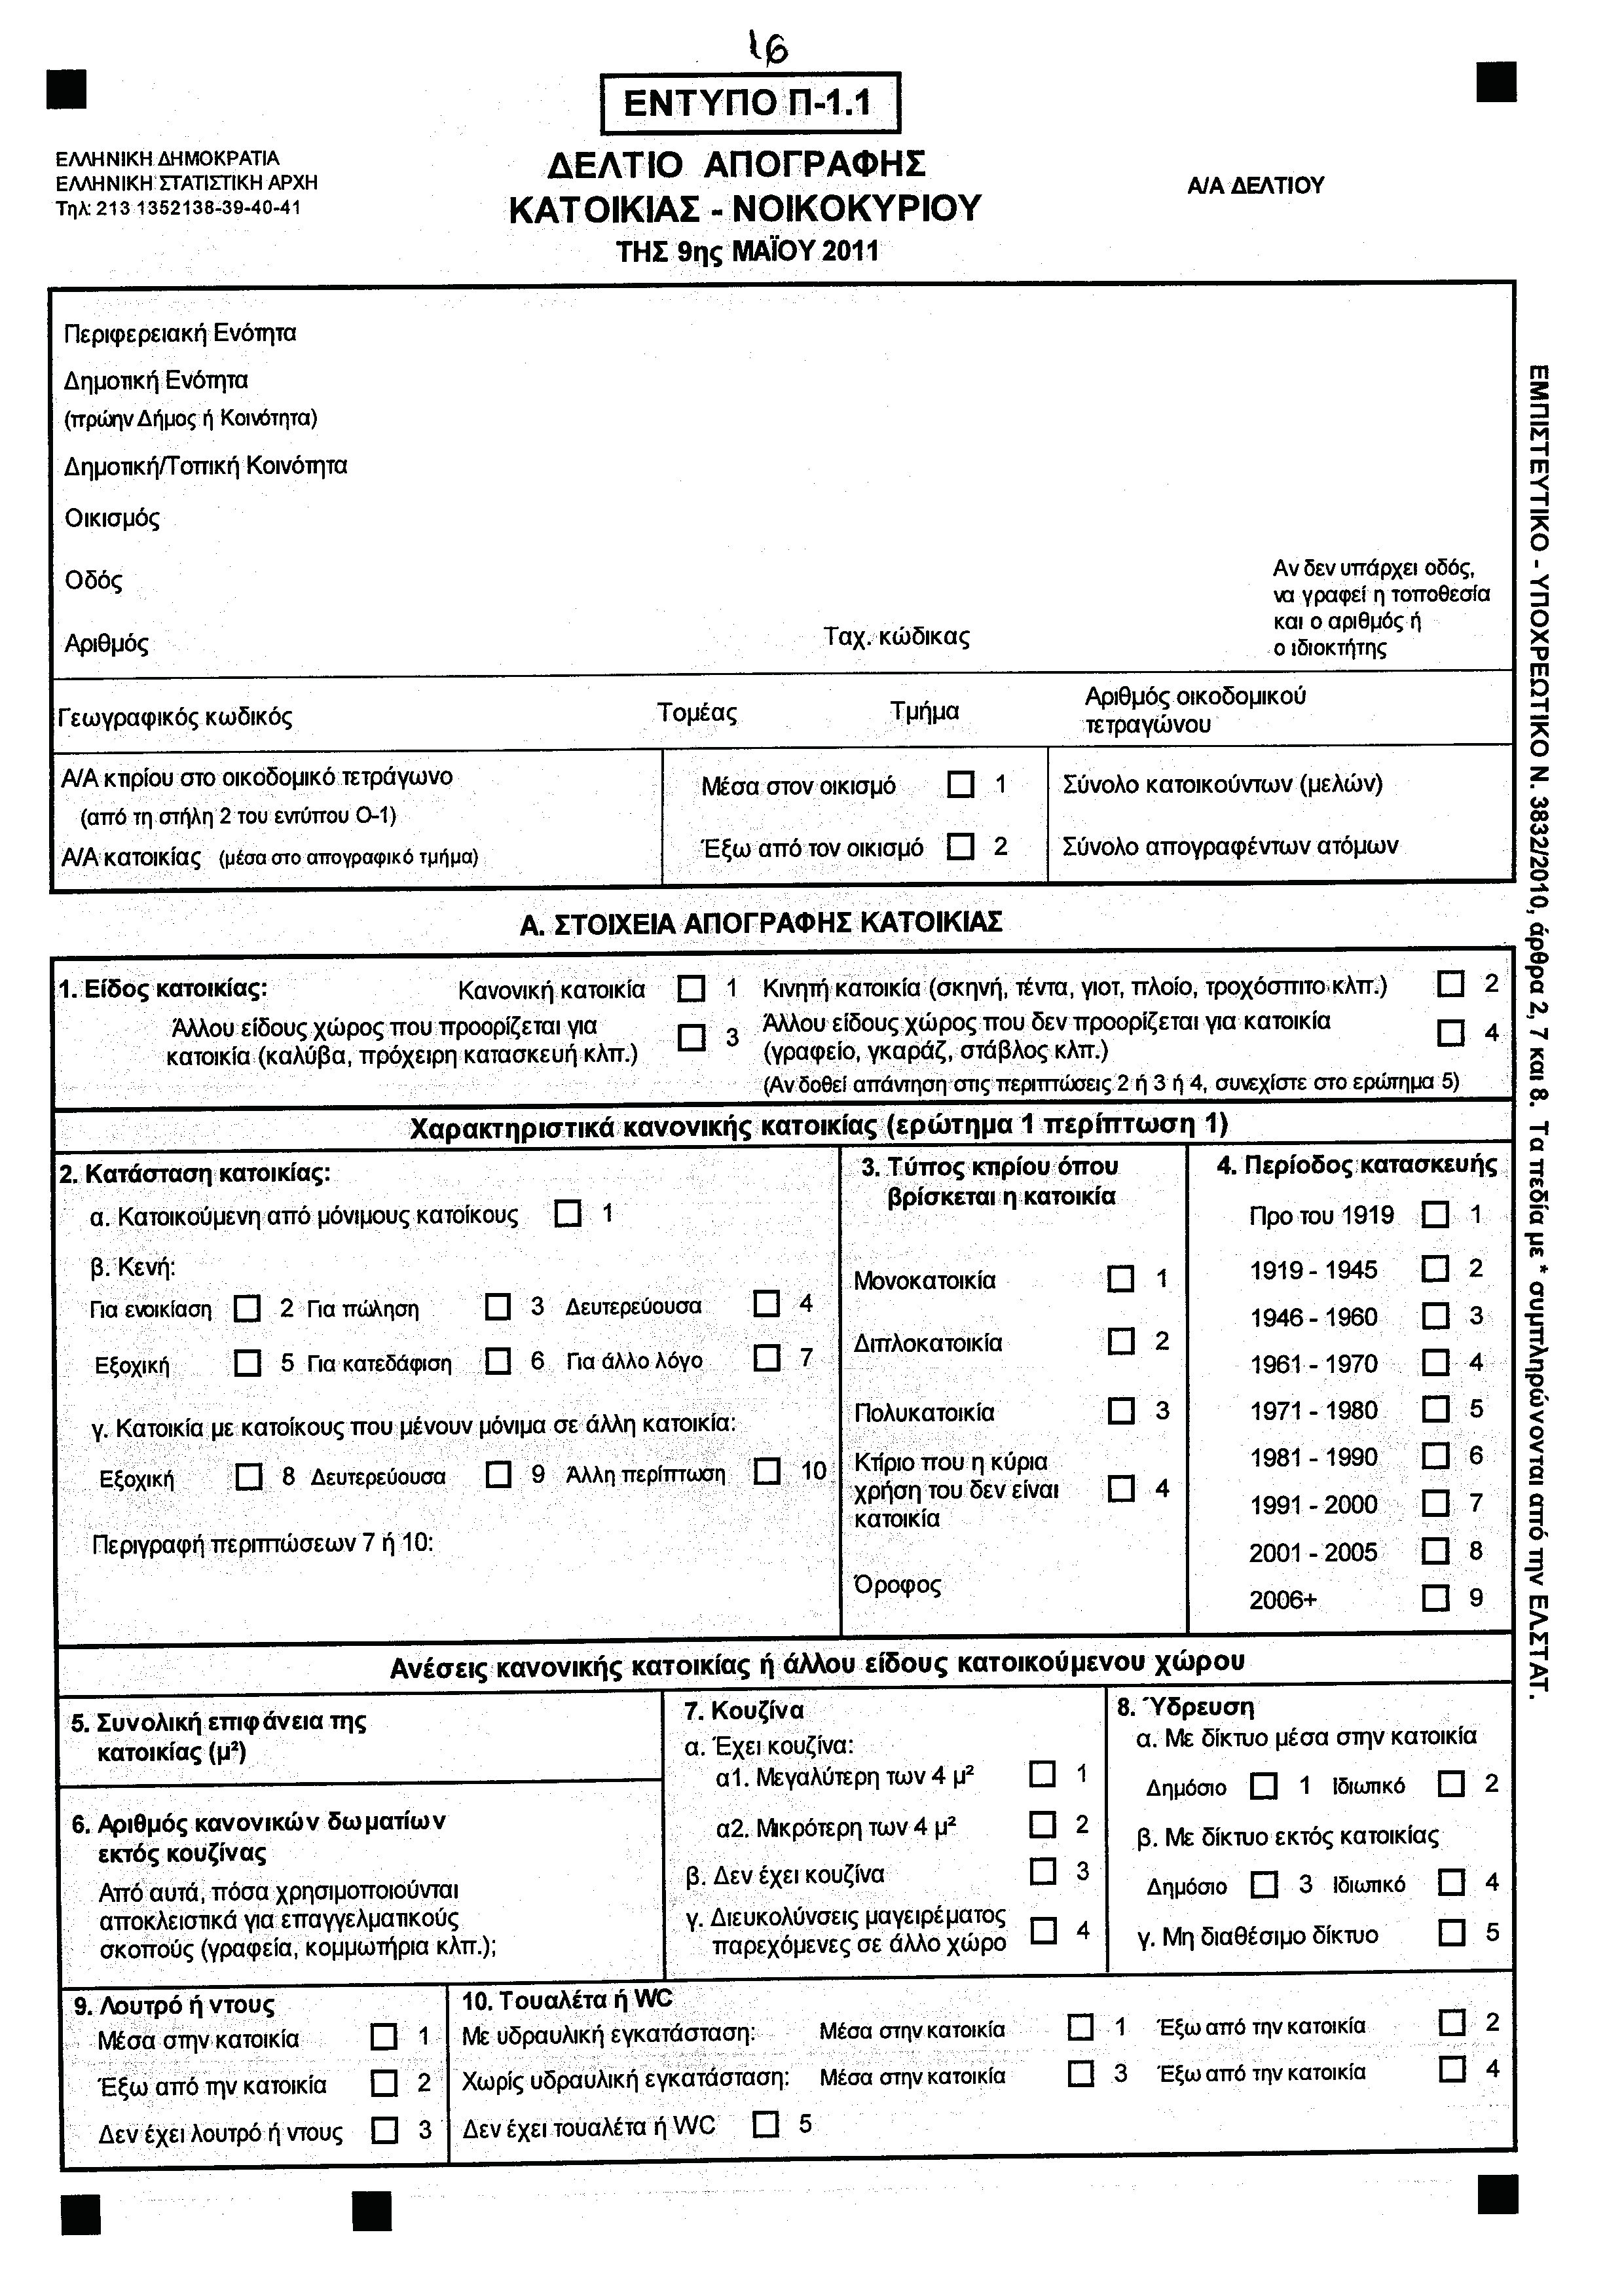 16
ΕΝΤΥΠΟ Π-1.1
ΕΛΛΗΝΙΚΗ ΔΗΜΟΚΡΑΤΙΑ
ΕΛΛΗΝΙΚΗ ΣΤΑΤΙΣΤΙΚΗ ΑΡΧΗ
Τηλ: 213 1352138-39-40-41
ΔΕΛΤΙΟ ΑΠΟΓΡΑΦΗΣ
ΚΑΤΟΙΚΙΑΣ - ΝΟΙΚΟΚΥΡΙΟΥ
ΤΗΣ 9ης ΜΑΪΟΥ 2011
Α/Α ΔΕΛΤΙΟΥ
Περιφερειακή Ενότητα
Δημοτική Ενότητα
(πρώην Δήμος ή Κοινότητα)
Δημοτική/Τοπική Κοινότητα
Οικισμός
Οδός
Αριθμός
Ταχ. κώδικας
Αν δεν υπάρχει οδός,
να γραφεί η τοποθεσία
και ο αριθμός ή
ο ιδιοκτήτης
Γεωγραφικός κωδικός
Τομέας
Τμήμα
Αριθμός οικοδομικού
τετραγώνου
Α/Α κτιρίου στο οικοδομικό τετράγωνο
(από τη στήλη 2 του εντύπου Ο-1)
Α/Α κατοικίας (μέσα στο απογραφικό τμήμα)
Μέσα στον οικισμό 1
Έξω από τον οικισμό 2
Σύνολο κατοικούντων (μελών)
Σύνολο απογραφέντων ατόμων
Α. ΣΤΟΙΧΕΙΑ ΑΠΟΓΡΑΦΗΣ ΚΑΤΟΙΚΙΑΣ
1. Είδος κατοικίας: Κανονική κατοικία 1 Κινητή κατοικία (σκηνή, τέντα, γιοτ, πλοίο, τροχόσπιτο κλπ.) 2
Άλλου είδους χώρος που προορίζεται για
κατοικία (καλύβα, πρόχειρη κατασκευή κλπ.) 3
Άλλου είδους χώρος που δεν προορίζεται για κατοικία
(γραφείο, γκαράζ, στάβλος κλπ.) 4
(Αν δοθεί απάντηση στις περιπτώσεις 2 ή 3 ή 4, συνεχίστε στο ερώτημα 5)
Χαρακτηριστικά κανονικής κατοικίας (ερώτημα 1 περίπτωση 1)
2. Κατάσταση κατοικίας:
α. Κατοικούμενη από μόνιμους κατοίκους 1
β. Κενή:
Για ενοικίαση 2 Για πώληση 3 Δευτερεύουσα 4
Εξοχική 5 Για κατεδάφιση 6 Για άλλο λόγο 7
γ. Κατοικία με κατοίκους που μένουν μόνιμα σε άλλη κατοικία:
Εξοχική 8 Δευτερεύουσα 9 Άλλη περίπτωση 10
Περιγραφή περιπτώσεων 7 ή 10:
3. Τύπος κτιρίου όπου
βρίσκεται η κατοικία
Μονοκατοικία 1
Διπλοκατοικία 2
Πολυκατοικία 3
Κτίριο που η κύρια
χρήση του δεν είναι 4
κατοικία
Όροφος
4. Περίοδος κατασκευής
Προ του 1919 1
1919 - 1945 2
1946 - 1960 3
1961 - 1970 4
1971 - 1980 5
1981 - 1990 6
1991 - 2000 7
2001 - 2005 8
2006+ 9
Ανέσεις κανονικής κατοικίας ή άλλου είδους κατοικούμενου χώρου
5. Συνολική επιφάνεια της
κατοικίας (μ²)
6. Αριθμός κανονικών δωματίων
εκτός κουζίνας
Από αυτά, πόσα χρησιμοποιούνται
αποκλειστικά για επαγγελματικούς
σκοπούς (γραφεία, κομμωτήρια κλπ.);
7. Κουζίνα
α. Έχει κουζίνα:
α1. Μεγαλύτερη των 4 μ² 1
α2. Μικρότερη των 4 μ² 2
β. Δεν έχει κουζίνα 3
γ. Διευκολύνσεις μαγειρέματος
παρεχόμενες σε άλλο χώρο 4
8. Ύδρευση
α. Με δίκτυο μέσα στην κατοικία
Δημόσιο 1 Ιδιωτικό 2
β. Με δίκτυο εκτός κατοικίας
Δημόσιο 3 Ιδιωτικό 4
γ. Μη διαθέσιμο δίκτυο 5
9. Λουτρό ή ντους
Μέσα στην κατοικία 1
Έξω από την κατοικία 2
Δεν έχει λουτρό ή ντους 3
10. Τουαλέτα ή WC
Με υδραυλική εγκατάσταση: Μέσα στην κατοικία 1 Έξω από την κατοικία 2
Χωρίς υδραυλική εγκατάσταση: Μέσα στην κατοικία 3 Έξω από την κατοικία 4
Δεν έχει τουαλέτα ή WC 5
ΕΜΠΙΣΤΕΥΤΙΚΟ - ΥΠΟΧΡΕΩΤΙΚΟ Ν. 3832/2010, άρθρα 2, 7 και 8. Τα πεδία με * συμπληρώνονται από την ΕΛΣΤΑΤ.